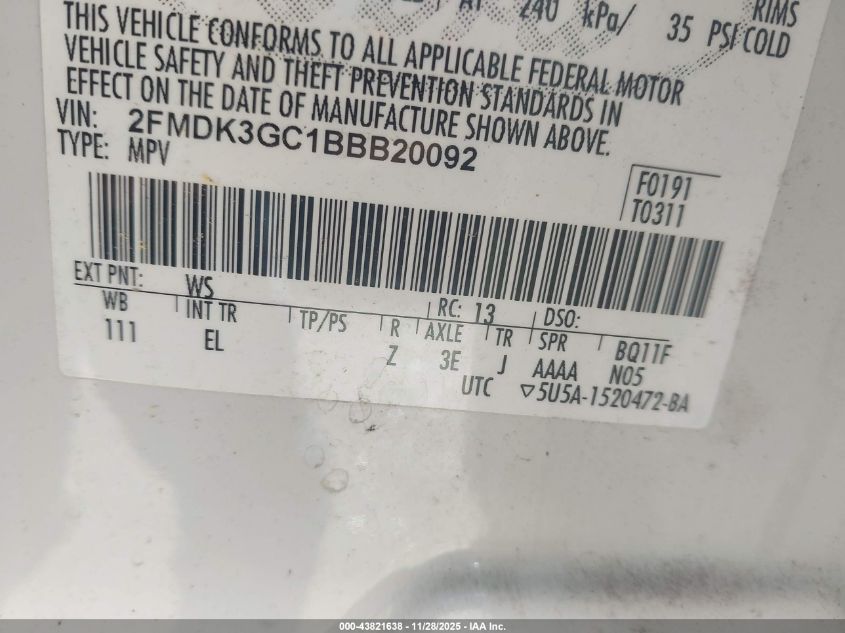 AT 240 kPa/ 35 PSI COLD
RIMS
THIS VEHICLE CONFORMS TO ALL APPLICABLE FEDERAL MOTOR
VEHICLE SAFETY AND THEFT PREVENTION STANDARDS IN
EFFECT ON THE DATE OF MANUFACTURE SHOWN ABOVE.
VIN: 2FMDK3GC1BBB20092
TYPE: MPV
F0191
T0311
EXT PNT: WS RC: 13 DSO:
WB INT TR TP/PS R AXLE TR SPR BQ11F
111 EL Z 3E J AAAA N05
UTC ▽5U5A-1520472-BA
000-43821638 - 11/28/2025 - IAA Inc.